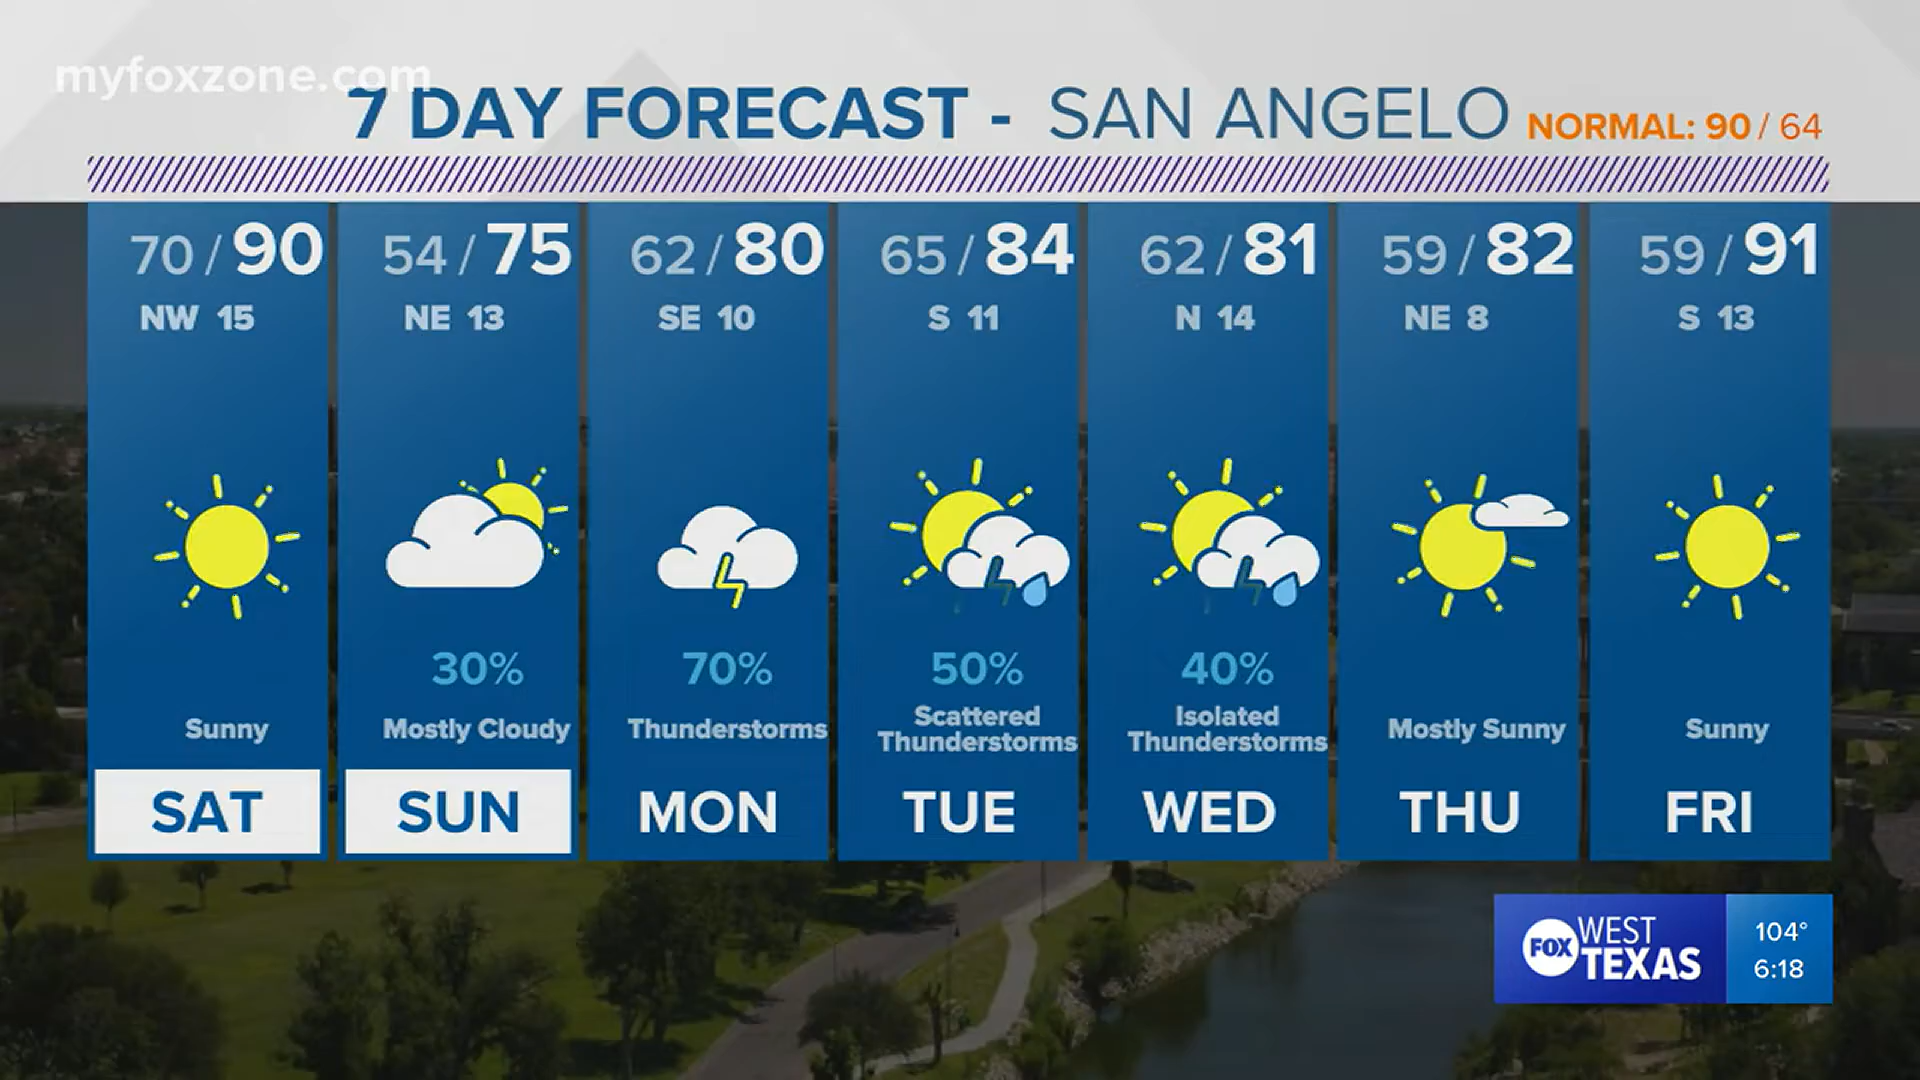 myfoxzone.com
7 DAY FORECAST - SAN ANGELO NORMAL: 90 / 64
70 / 90
NW 15
Sunny
SAT
54 / 75
NE 13
30%
Mostly Cloudy
SUN
62 / 80
SE 10
70%
Thunderstorms
MON
65 / 84
S 11
50%
Scattered
Thunderstorms
TUE
62 / 81
N 14
40%
Isolated
Thunderstorms
WED
59 / 82
NE 8
Mostly Sunny
THU
59 / 91
S 13
Sunny
FRI
FOX WEST
TEXAS
104°
6:18